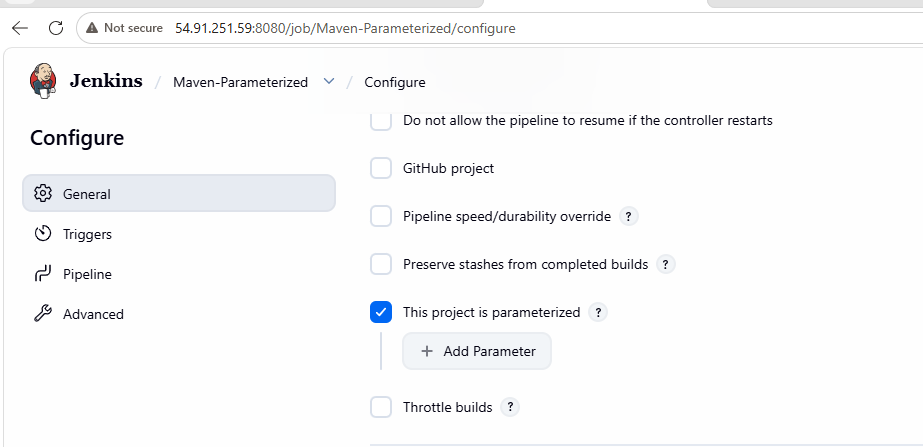 Not secure 54.91.251.59:8080/job/Maven-Parameterized/configure
Jenkins / Maven-Parameterized / Configure
Configure
General
Triggers
Pipeline
Advanced
Do not allow the pipeline to resume if the controller restarts
GitHub project
Pipeline speed/durability override ?
Preserve stashes from completed builds ?
This project is parameterized ?
+ Add Parameter
Throttle builds ?